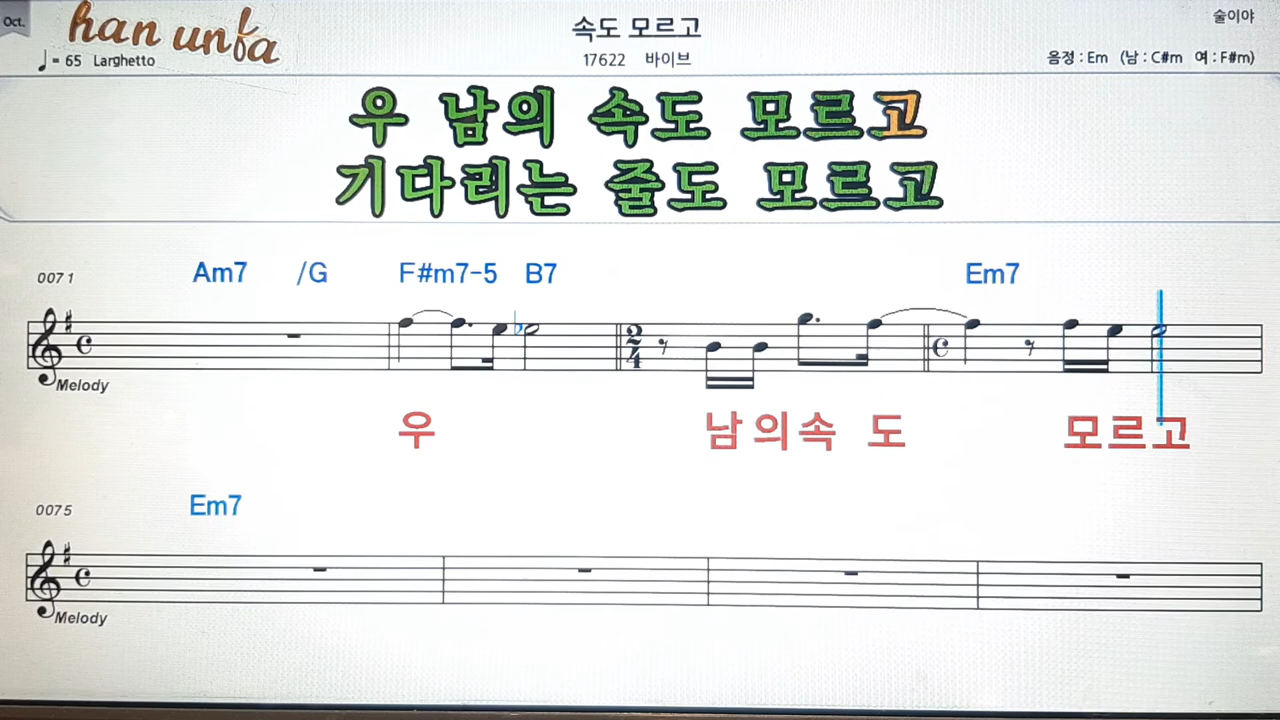 Oct.
han unba
속도 모르고
술이야
♩= 65 Larghetto
17622 바이브
음정 : Em (남 : C#m 여 : F#m)
우 남의 속도 모르고
기다리는 줄도 모르고
0071
Am7 /G F#m7-5 B7 Em7
Melody
우 남의속 도 모르고
0075
Em7
Melody